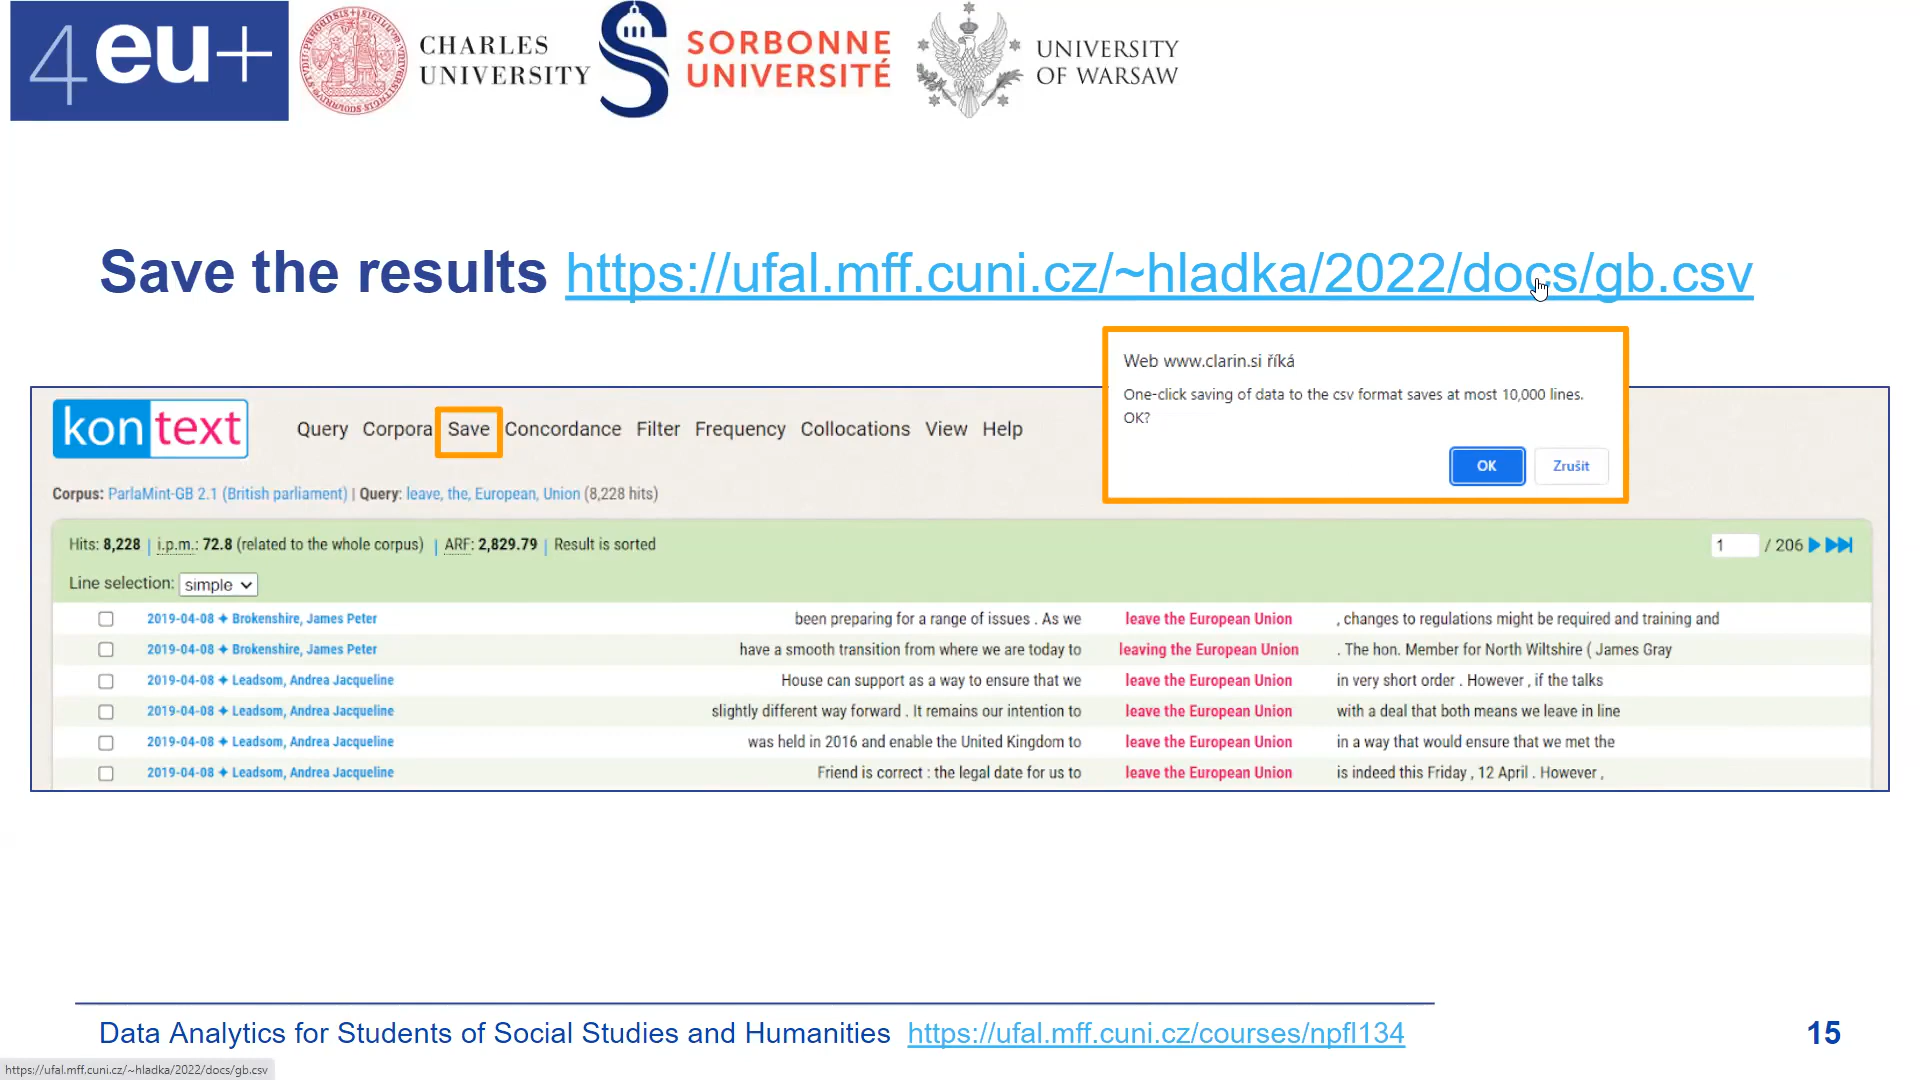 4eu+
CHARLES
UNIVERSITY
SORBONNE
UNIVERSITÉ
UNIVERSITY
OF WARSAW
Save the results https://ufal.mff.cuni.cz/~hladka/2022/docs/gb.csv
Web www.clarin.si říká
One-click saving of data to the csv format saves at most 10,000 lines.
OK?
OK Zrušit
kontext Query Corpora Save Concordance Filter Frequency Collocations View Help
Corpus: ParlaMint-GB 2.1 (British parliament) | Query: leave, the, European, Union (8,228 hits)
Hits: 8,228 | i.p.m.: 72.8 (related to the whole corpus) | ARF: 2,829.79 | Result is sorted 1 / 206
Line selection: simple
2019-04-08 ✦ Brokenshire, James Peter been preparing for a range of issues . As we leave the European Union , changes to regulations might be required and training and
2019-04-08 ✦ Brokenshire, James Peter have a smooth transition from where we are today to leaving the European Union . The hon. Member for North Wiltshire ( James Gray
2019-04-08 ✦ Leadsom, Andrea Jacqueline House can support as a way to ensure that we leave the European Union in very short order . However , if the talks
2019-04-08 ✦ Leadsom, Andrea Jacqueline slightly different way forward . It remains our intention to leave the European Union with a deal that both means we leave in line
2019-04-08 ✦ Leadsom, Andrea Jacqueline was held in 2016 and enable the United Kingdom to leave the European Union in a way that would ensure that we met the
2019-04-08 ✦ Leadsom, Andrea Jacqueline Friend is correct : the legal date for us to leave the European Union is indeed this Friday , 12 April . However ,
Data Analytics for Students of Social Studies and Humanities https://ufal.mff.cuni.cz/courses/npfl134 15
https://ufal.mff.cuni.cz/~hladka/2022/docs/gb.csv